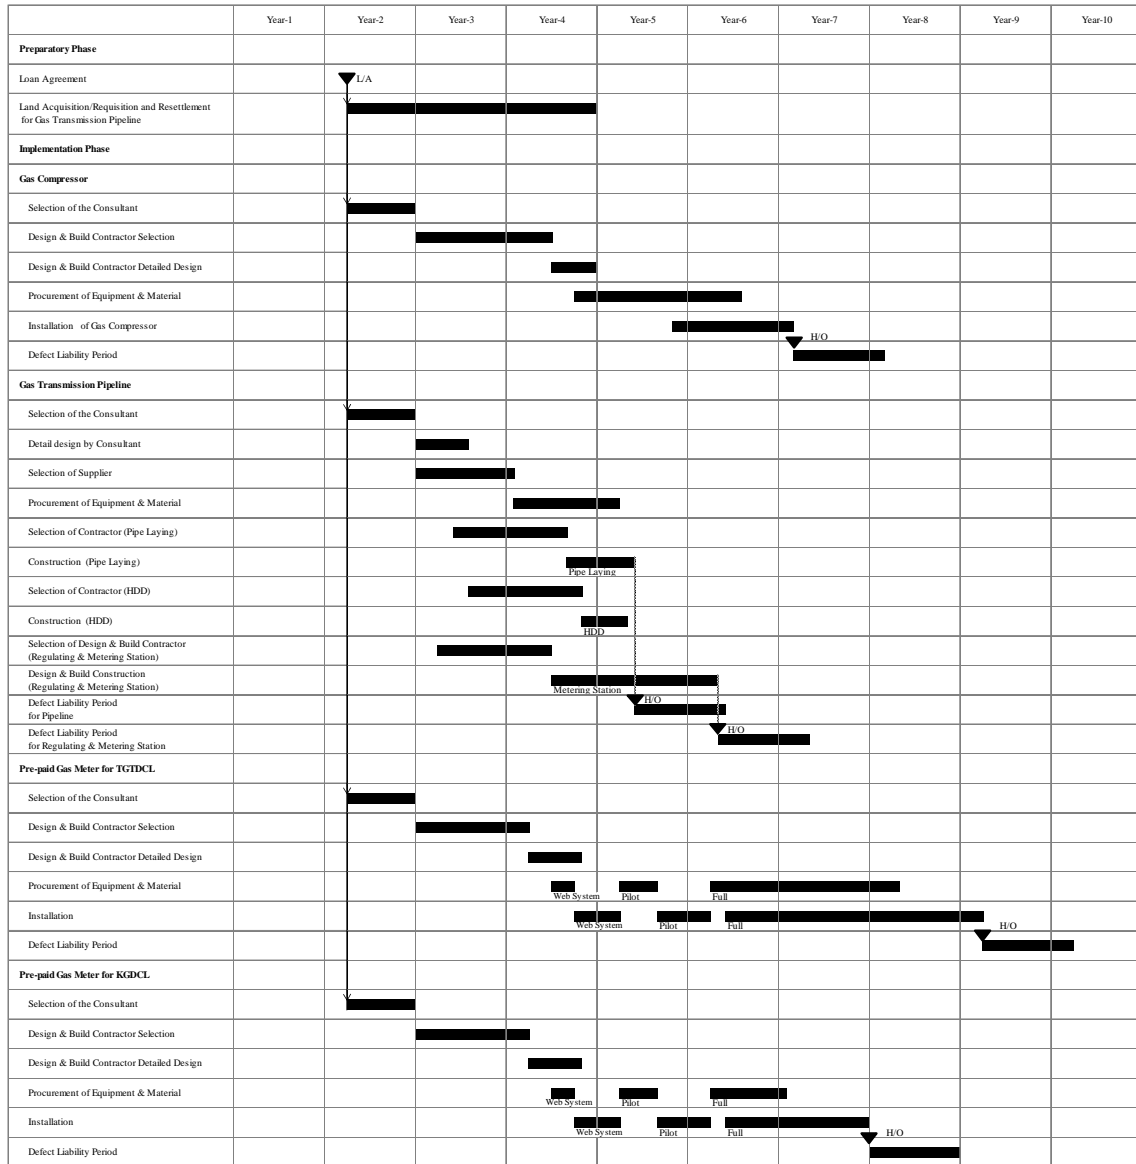 Year-1 Year-2 Year-3 Year-4 Year-5 Year-6 Year-7 Year-8 Year-9 Year-10
Preparatory Phase
Loan Agreement L/A
Land Acquisition/Requisition and Resettlement
for Gas Transmission Pipeline
Implementation Phase
Gas Compressor
Selection of the Consultant
Design & Build Contractor Selection
Design & Build Contractor Detailed Design
Procurement of Equipment & Material
Installation of Gas Compressor
H/O
Defect Liability Period
Gas Transmission Pipeline
Selection of the Consultant
Detail design by Consultant
Selection of Supplier
Procurement of Equipment & Material
Selection of Contractor (Pipe Laying)
Construction (Pipe Laying)
Pipe Laying
Selection of Contractor (HDD)
Construction (HDD)
HDD
Selection of Design & Build Contractor
(Regulating & Metering Station)
Design & Build Construction
(Regulating & Metering Station)
Metering Station
Defect Liability Period H/O
for Pipeline
Defect Liability Period H/O
for Regulating & Metering Station
Pre-paid Gas Meter for TGTDCL
Selection of the Consultant
Design & Build Contractor Selection
Design & Build Contractor Detailed Design
Procurement of Equipment & Material
Web System Pilot Full
Installation
Web System Pilot Full
H/O
Defect Liability Period
Pre-paid Gas Meter for KGDCL
Selection of the Consultant
Design & Build Contractor Selection
Design & Build Contractor Detailed Design
Procurement of Equipment & Material
Web System Pilot Full
Installation
Web System Pilot Full
H/O
Defect Liability Period